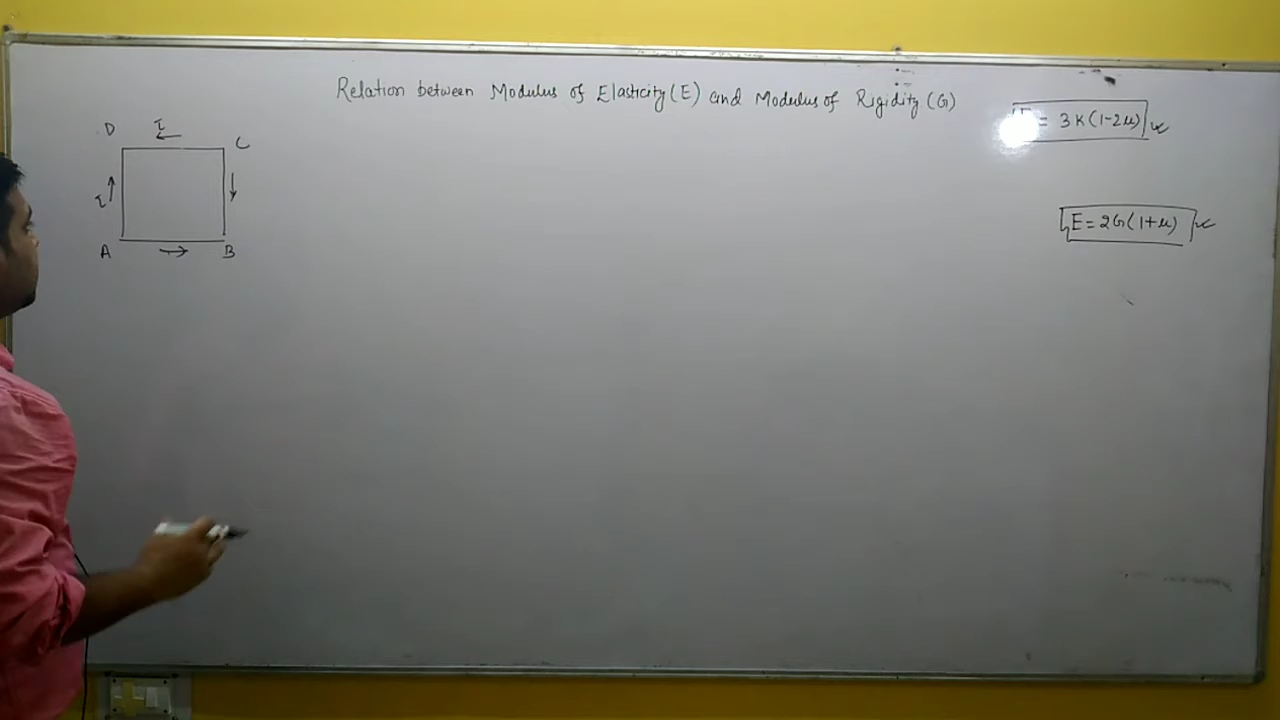 Relation between Modulus of Elasticity (E) and Modulus of Rigidity (G)
= 3K(1-2μ)
E = 2G(1+μ)
D τ C
τ
A B